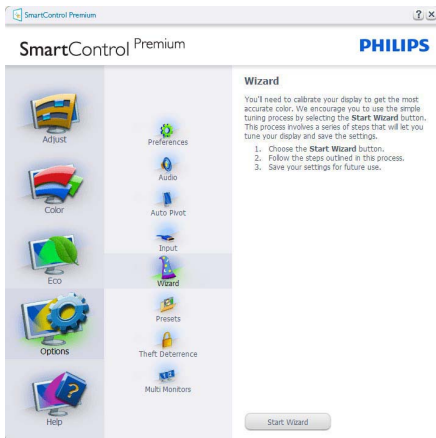 SmartControl Premium
SmartControl Premium
PHILIPS
Adjust
Color
Eco
Options
Help
Preferences
Audio
Auto Pivot
Input
Wizard
Presets
Theft Deterrence
Multi Monitors
Wizard
You'll need to calibrate your display to get the most
accurate color. We encourage you to use the simple
tuning process by selecting the Start Wizard button.
This process involves a series of steps that will let you
tune your display and save the settings.
1. Choose the Start Wizard button.
2. Follow the steps outlined in this process.
3. Save your settings for future use.
Start Wizard